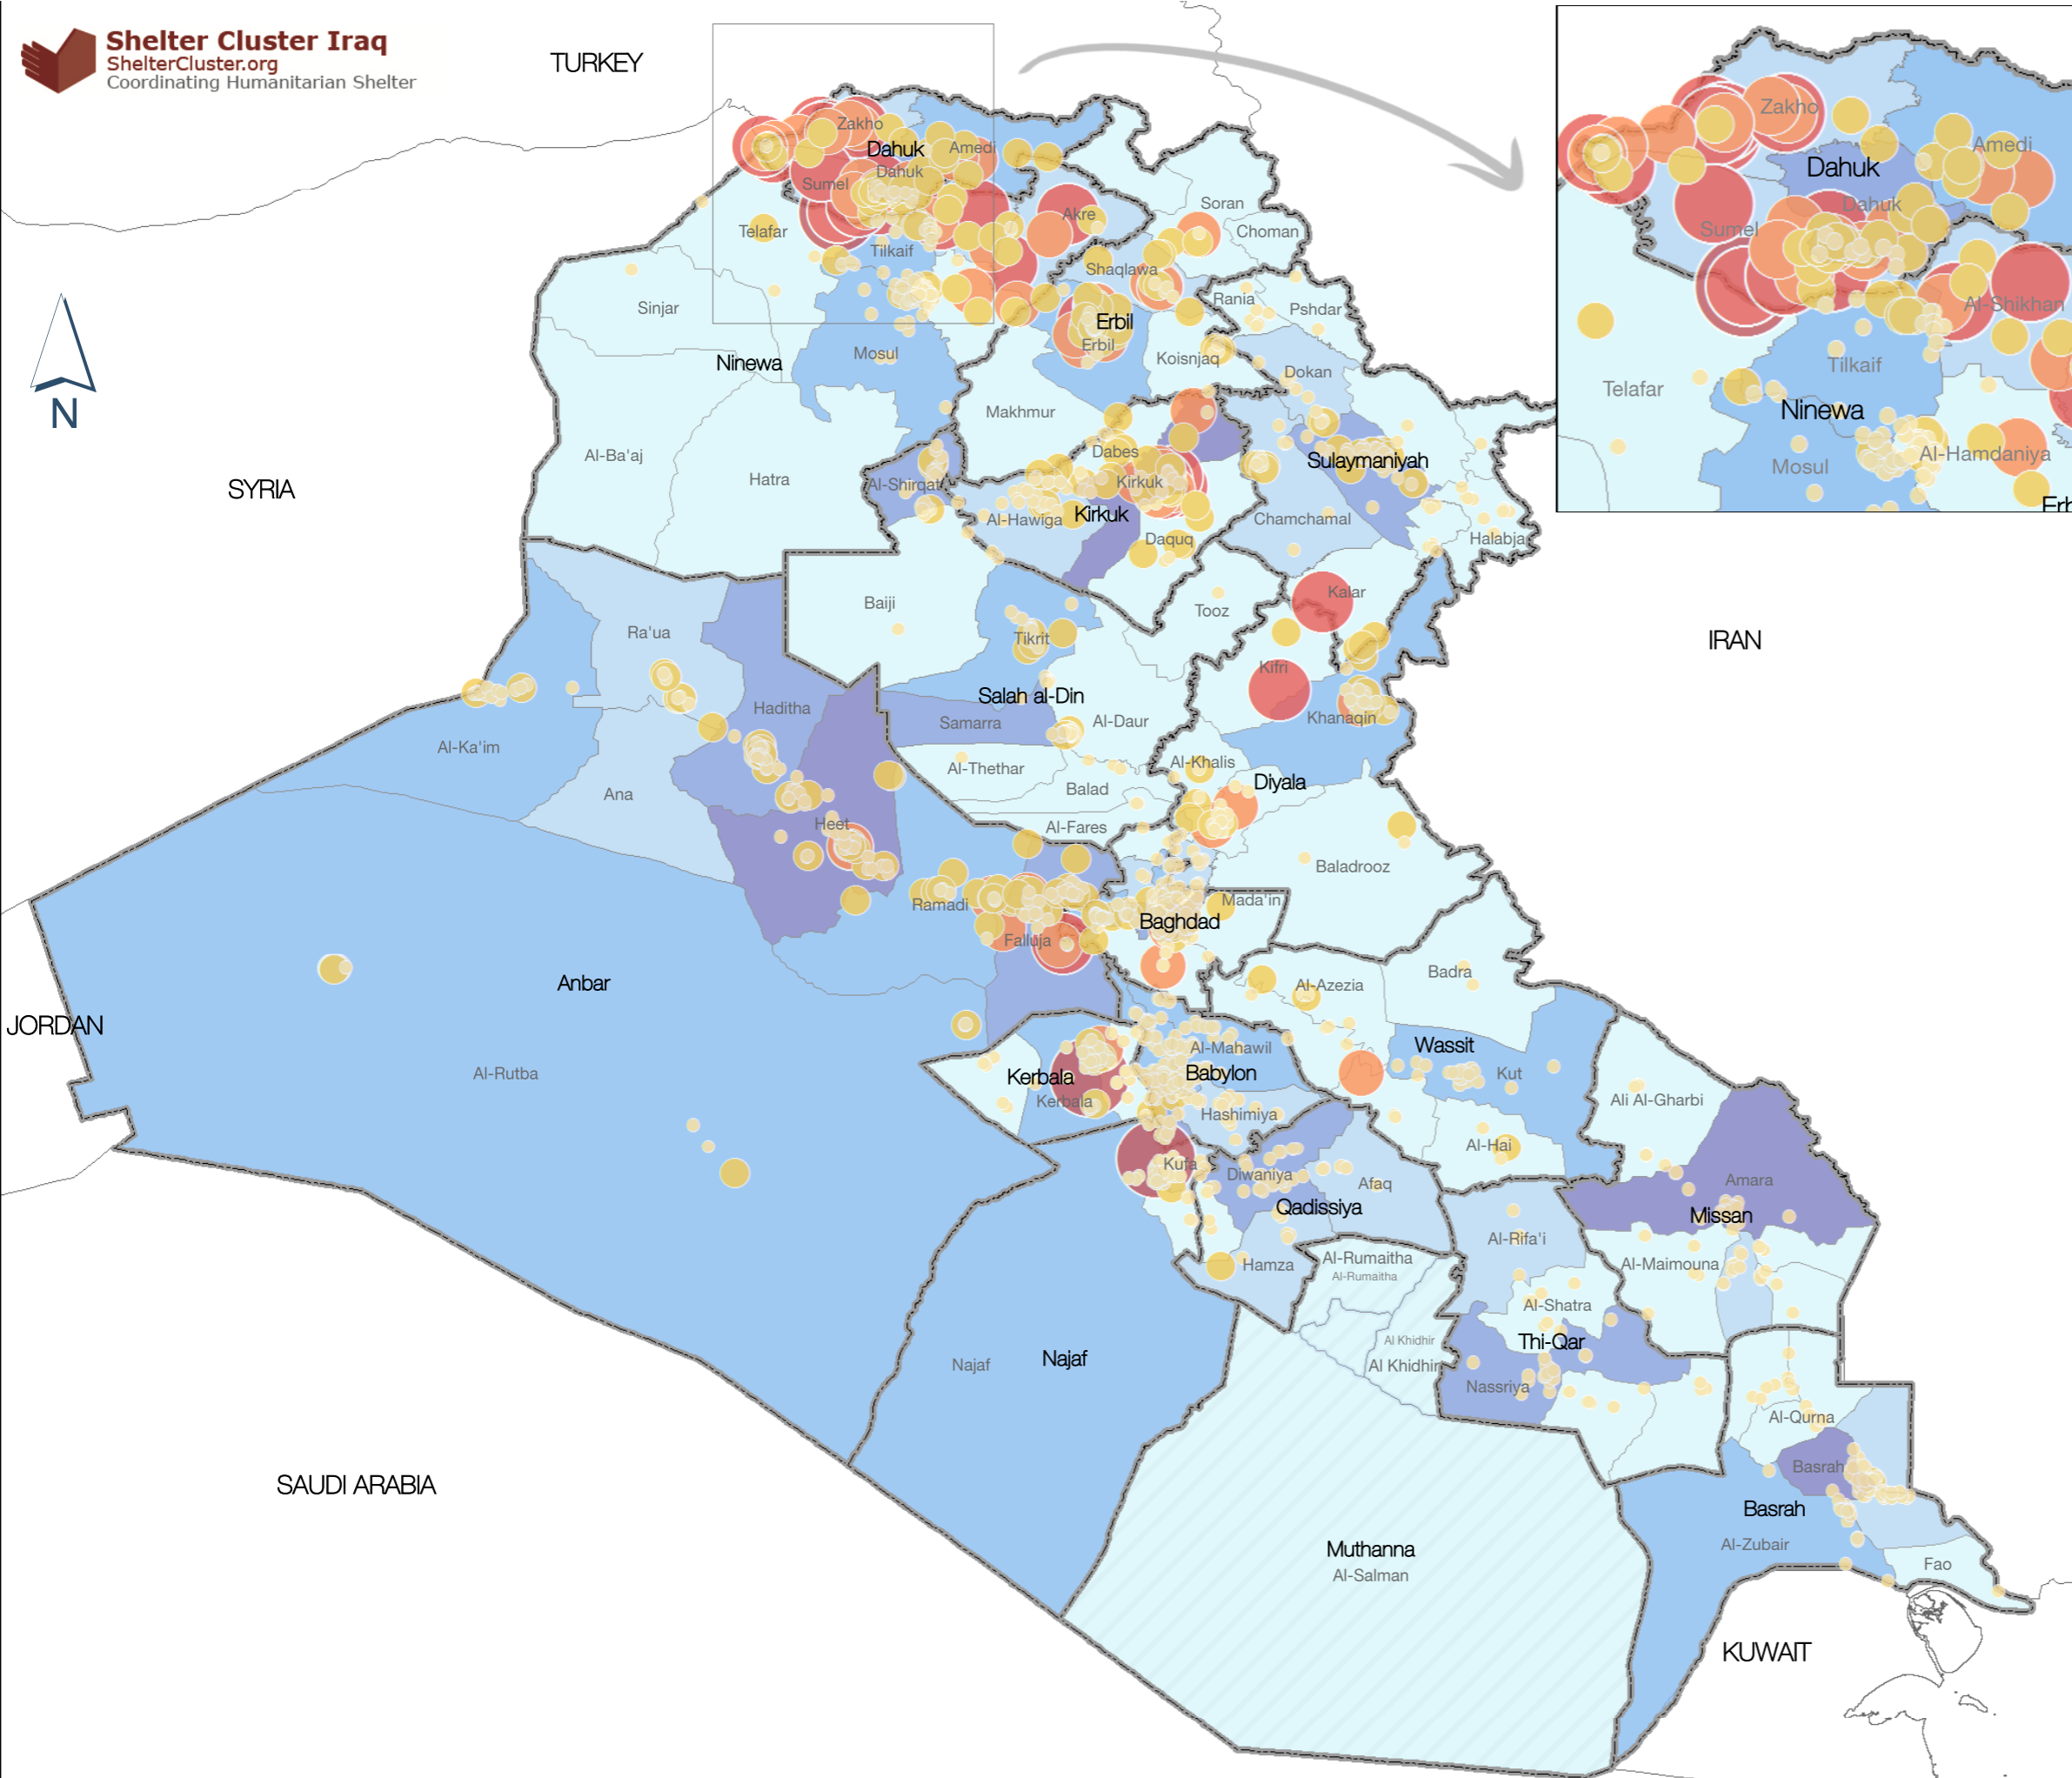 Shelter Cluster Iraq
ShelterCluster.org
Coordinating Humanitarian Shelter
TURKEY
SYRIA
JORDAN
SAUDI ARABIA
IRAN
KUWAIT
N
Zakho
Dahuk
Amedi
Dahuk
Sumel
Akre
Soran
Choman
Telafar
Tilkaif
Shaqlawa
Sinjar
Rania
Pshdar
Erbil
Erbil
Ninewa
Mosul
Koisnjaq
Dokan
Makhmur
Al-Ba'aj
Hatra
Dabes
Sulaymaniyah
Al-Shirqat
Kirkuk
Al-Hawiga
Kirkuk
Chamchamal
Daquq
Halabja
Baiji
Tooz
Kalar
Ra'ua
Tikrit
Kifri
Salah al-Din
Haditha
Samarra
Al-Daur
Khanaqin
Al-Ka'im
Al-Thethar
Al-Khalis
Diyala
Ana
Balad
Heet
Al-Fares
Baladrooz
Ramadi
Mada'in
Baghdad
Falluja
Anbar
Al-Azezia
Badra
Al-Rutba
Al-Mahawil
Wassit
Kerbala
Babylon
Kut
Kerbala
Hashimiya
Ali Al-Gharbi
Al-Hai
Kufa
Diwaniya
Afaq
Amara
Qadissiya
Missan
Al-Rifa'i
Hamza
Al-Rumaitha
Al-Rumaitha
Al-Maimouna
Al-Shatra
Al Khidhir
Al Khidhir
Thi-Qar
Najaf
Najaf
Nassriya
Al-Qurna
Basrah
Basrah
Al-Zubair
Muthanna
Al-Salman
Fao
Zakho
Amedi
Dahuk
Dahuk
Sumel
Al-Shikhan
Tilkaif
Telafar
Ninewa
Al-Hamdaniya
Mosul
Erb